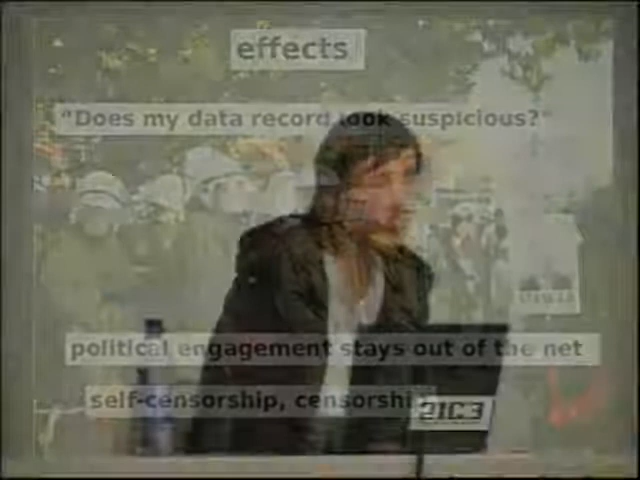 effects
"Does my data record look suspicious?"
political engagement stays out of the net
self-censorship, censorshi
21C3